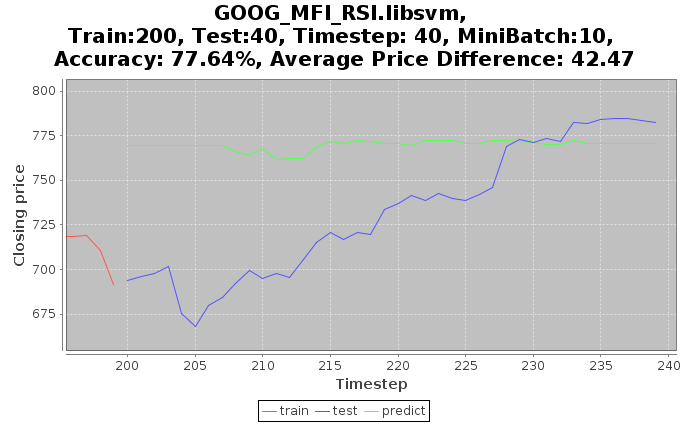 GOOG_MFI_RSI.libsvm,
Train:200, Test:40, Timestep: 40, MiniBatch:10,
Accuracy: 77.64%, Average Price Difference: 42.47
800
775
750
725
700
675
Closing price
200 205 210 215 220 225 230 235 240
Timestep
train test predict